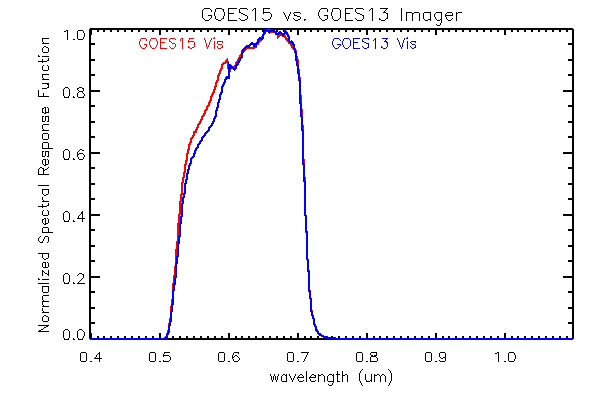 GOES15 vs. GOES13 Imager
GOES15 Vis
GOES13 Vis
Normalized Spectral Response Function
1.0
0.8
0.6
0.4
0.2
0.0
0.4 0.5 0.6 0.7 0.8 0.9 1.0
wavelength (um)